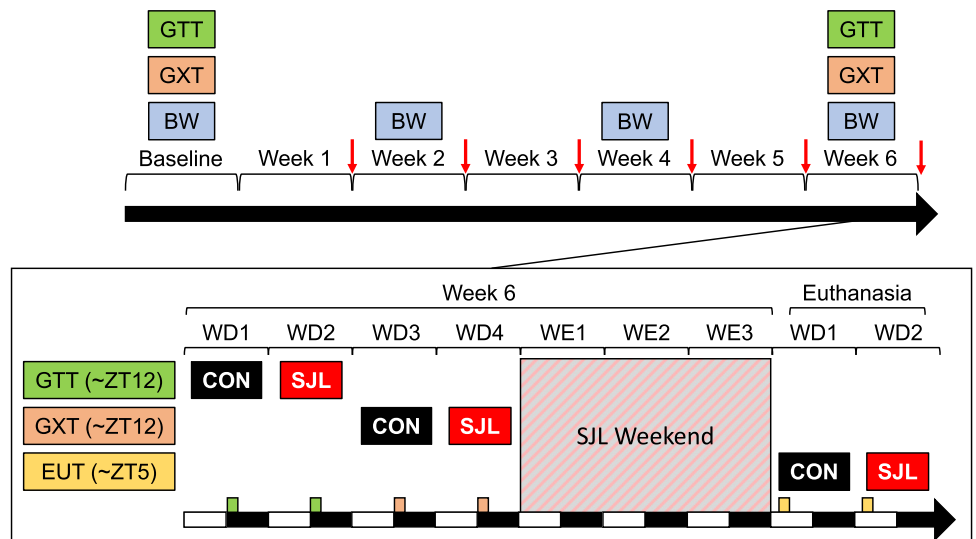 GTT GTT
GXT GXT
BW BW BW BW
Baseline Week 1 Week 2 Week 3 Week 4 Week 5 Week 6
Week 6 Euthanasia
WD1 WD2 WD3 WD4 WE1 WE2 WE3 WD1 WD2
GTT (~ZT12) CON SJL
GXT (~ZT12) CON SJL SJL Weekend
EUT (~ZT5) CON SJL